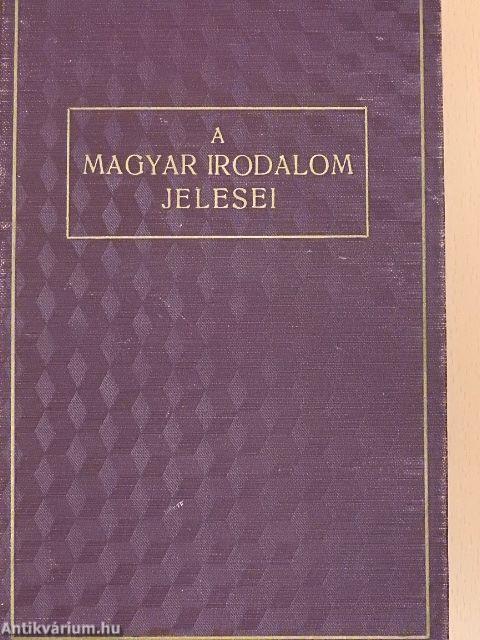 A
MAGYAR IRODALOM
JELESEI
Antikvárium.hu